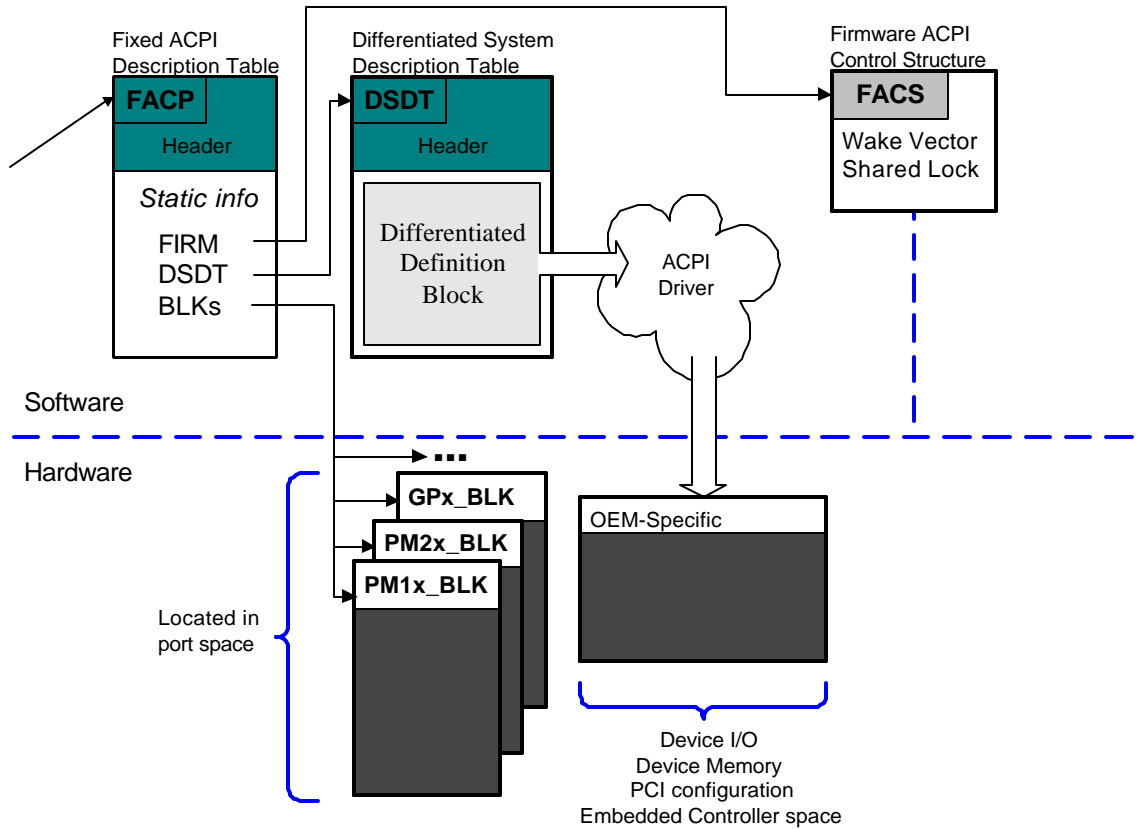 Fixed ACPI
Description Table
FACP
Header
Static info
FIRM
DSDT
BLKs
Differentiated System
Description Table
DSDT
Header
Differentiated
Definition
Block
ACPI
Driver
Firmware ACPI
Control Structure
FACS
Wake Vector
Shared Lock
Software
Hardware
...
GPx_BLK
PM2x_BLK
PM1x_BLK
Located in
port space
OEM-Specific
Device I/O
Device Memory
PCI configuration
Embedded Controller space